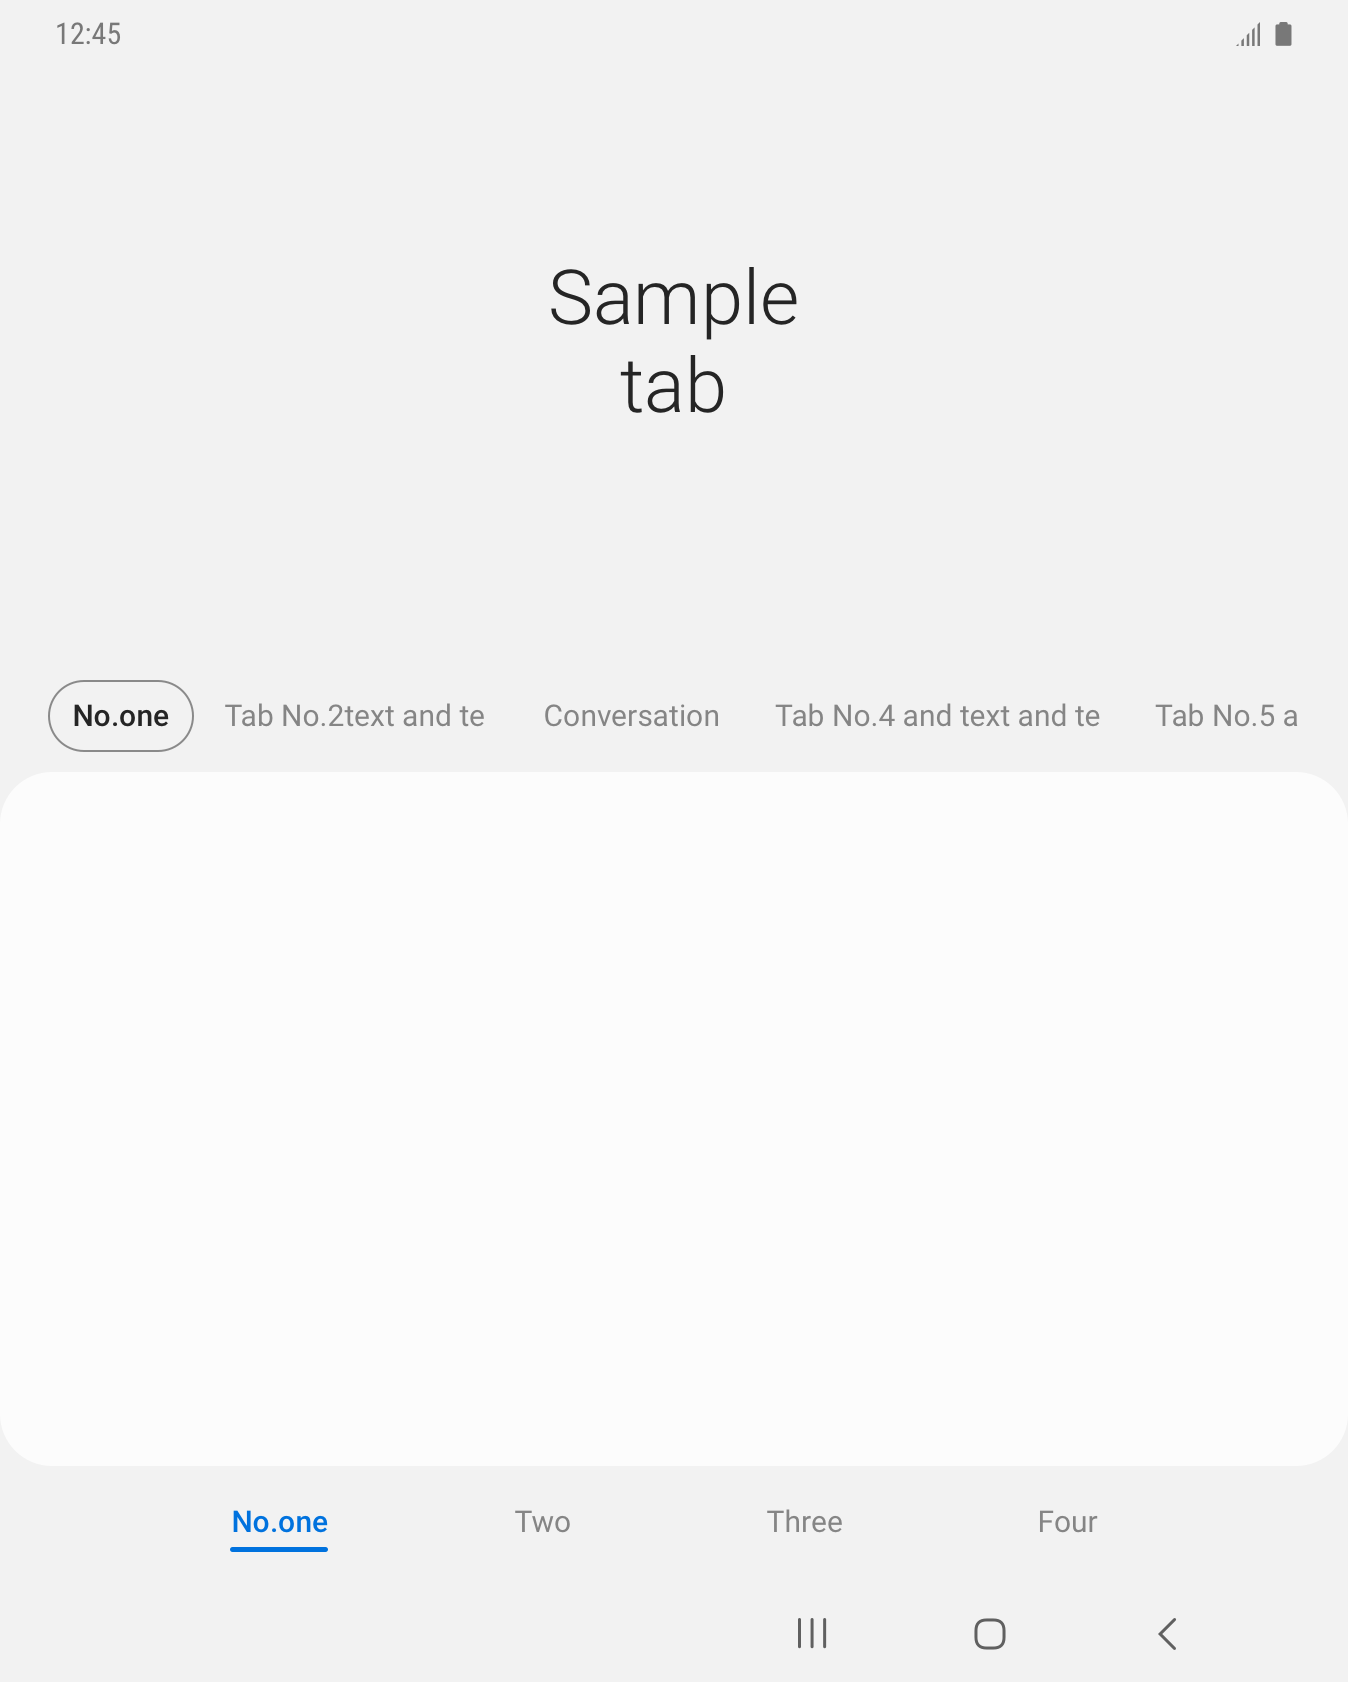 12:45
Sample
tab
No.one Tab No.2text and te Conversation Tab No.4 and text and te Tab No.5 a
No.one Two Three Four